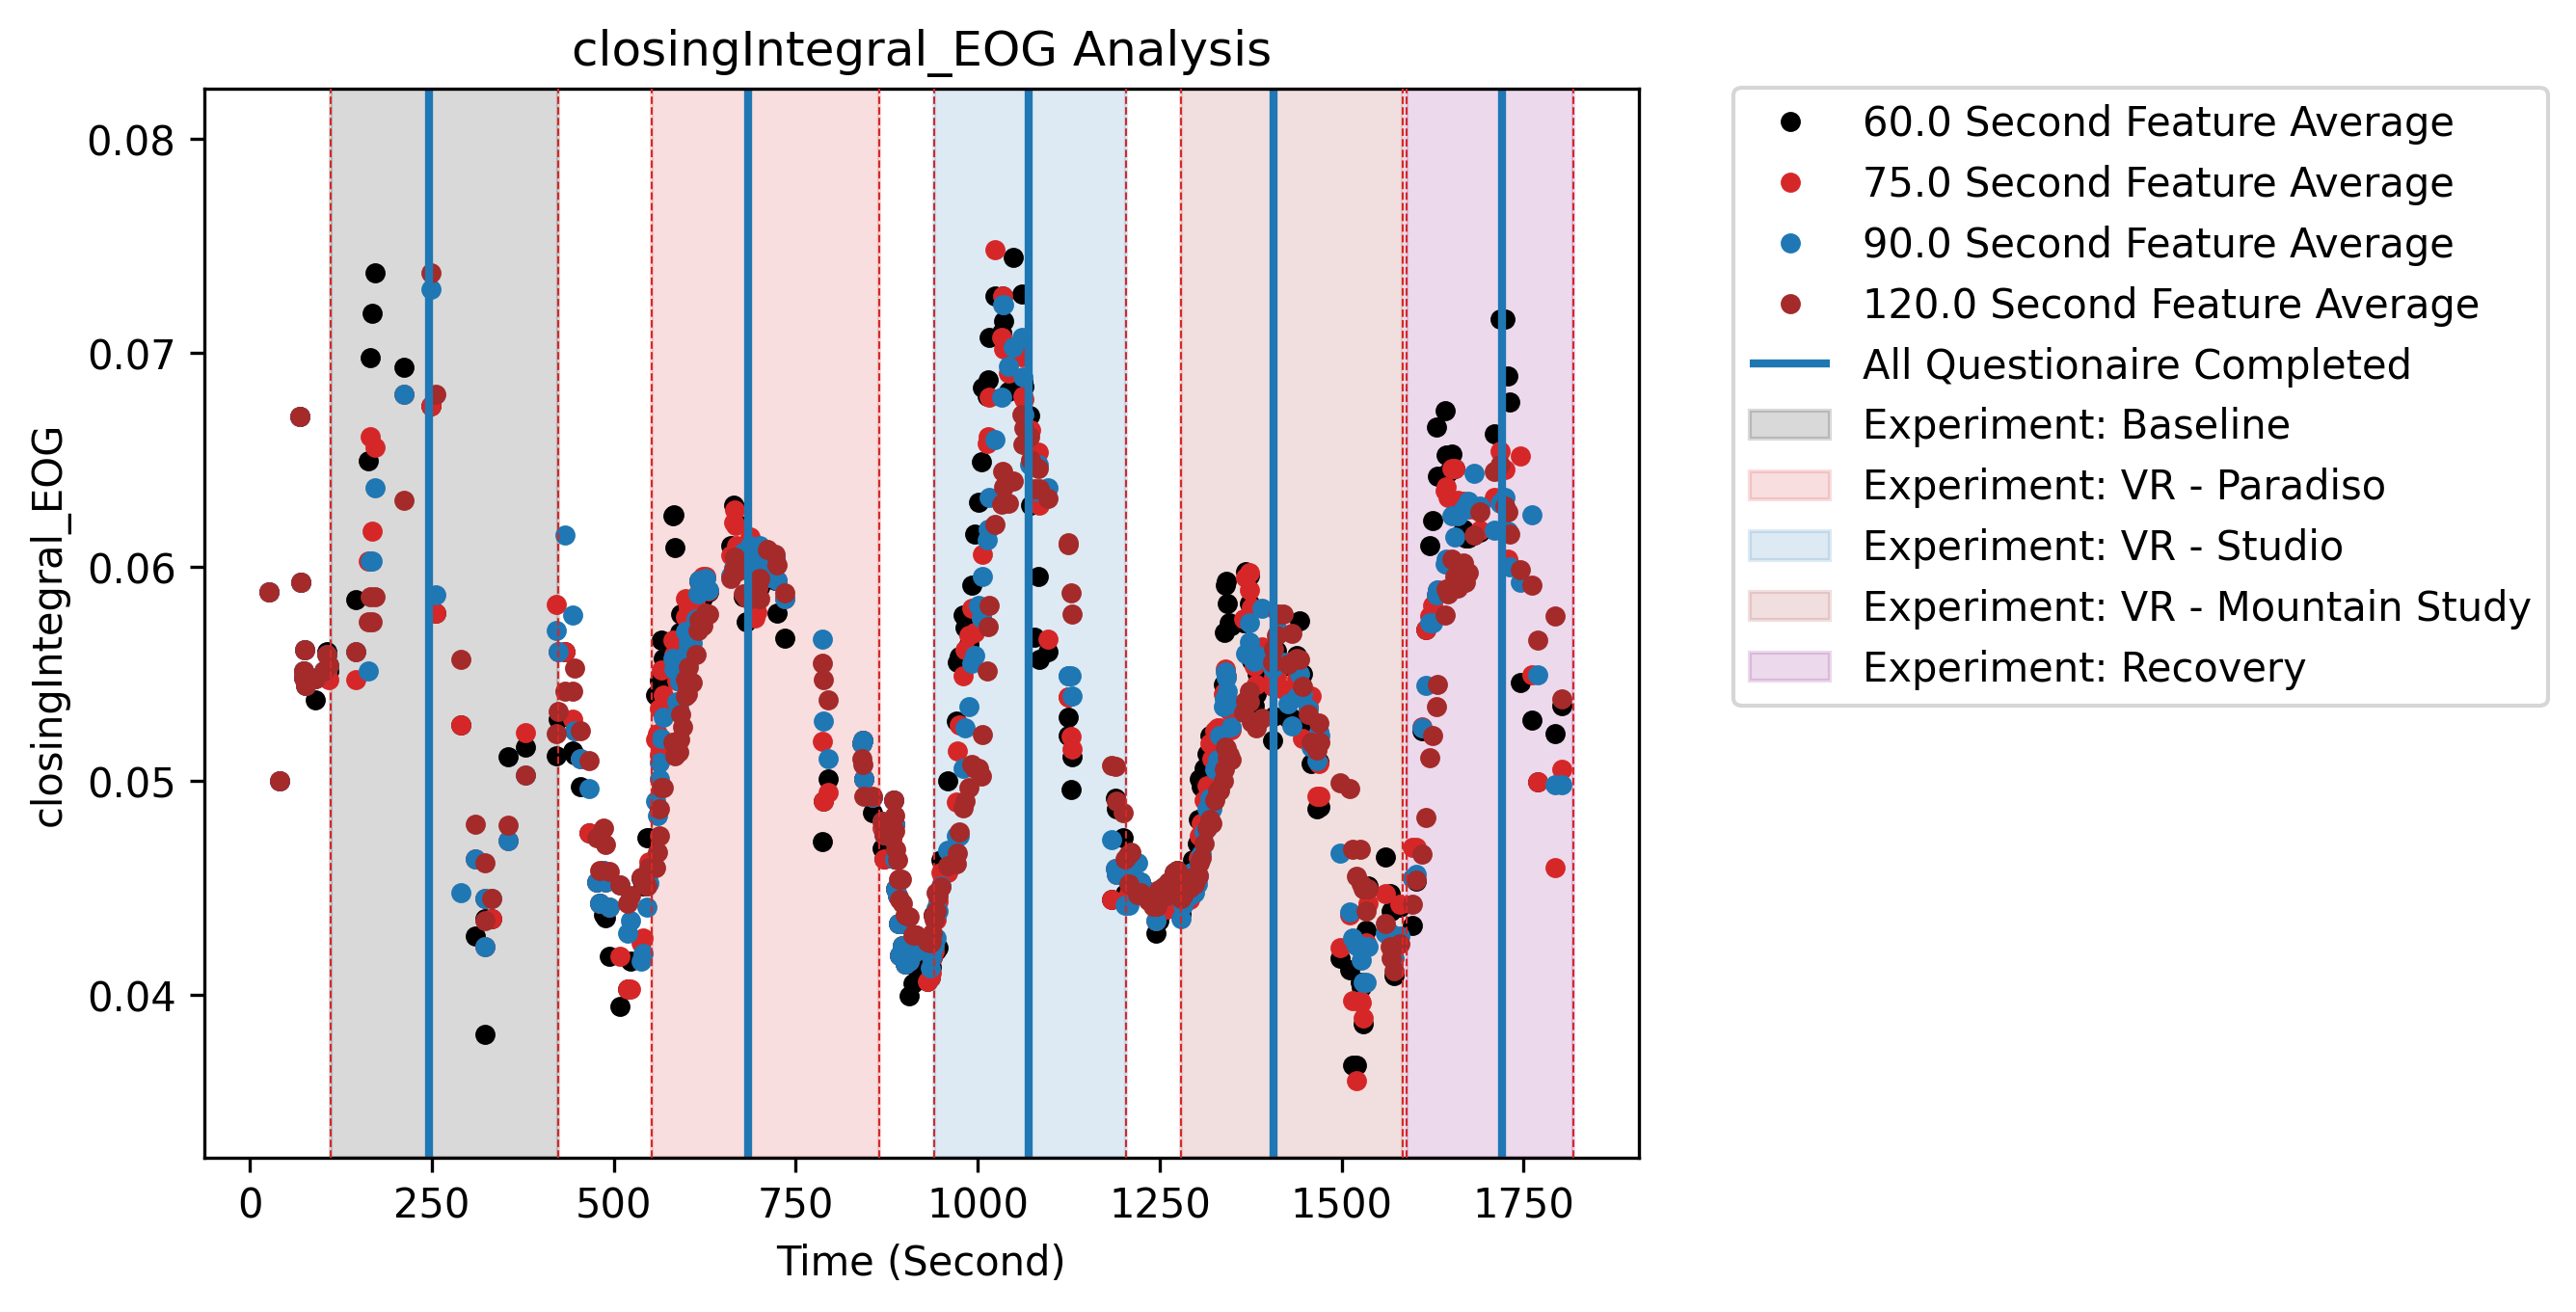 closingIntegral_EOG Analysis
closingIntegral_EOG
0.08
0.07
0.06
0.05
0.04
0
250
500
750
1000
1250
1500
1750
Time (Second)
60.0 Second Feature Average
75.0 Second Feature Average
90.0 Second Feature Average
120.0 Second Feature Average
All Questionaire Completed
Experiment: Baseline
Experiment: VR - Paradiso
Experiment: VR - Studio
Experiment: VR - Mountain Study
Experiment: Recovery